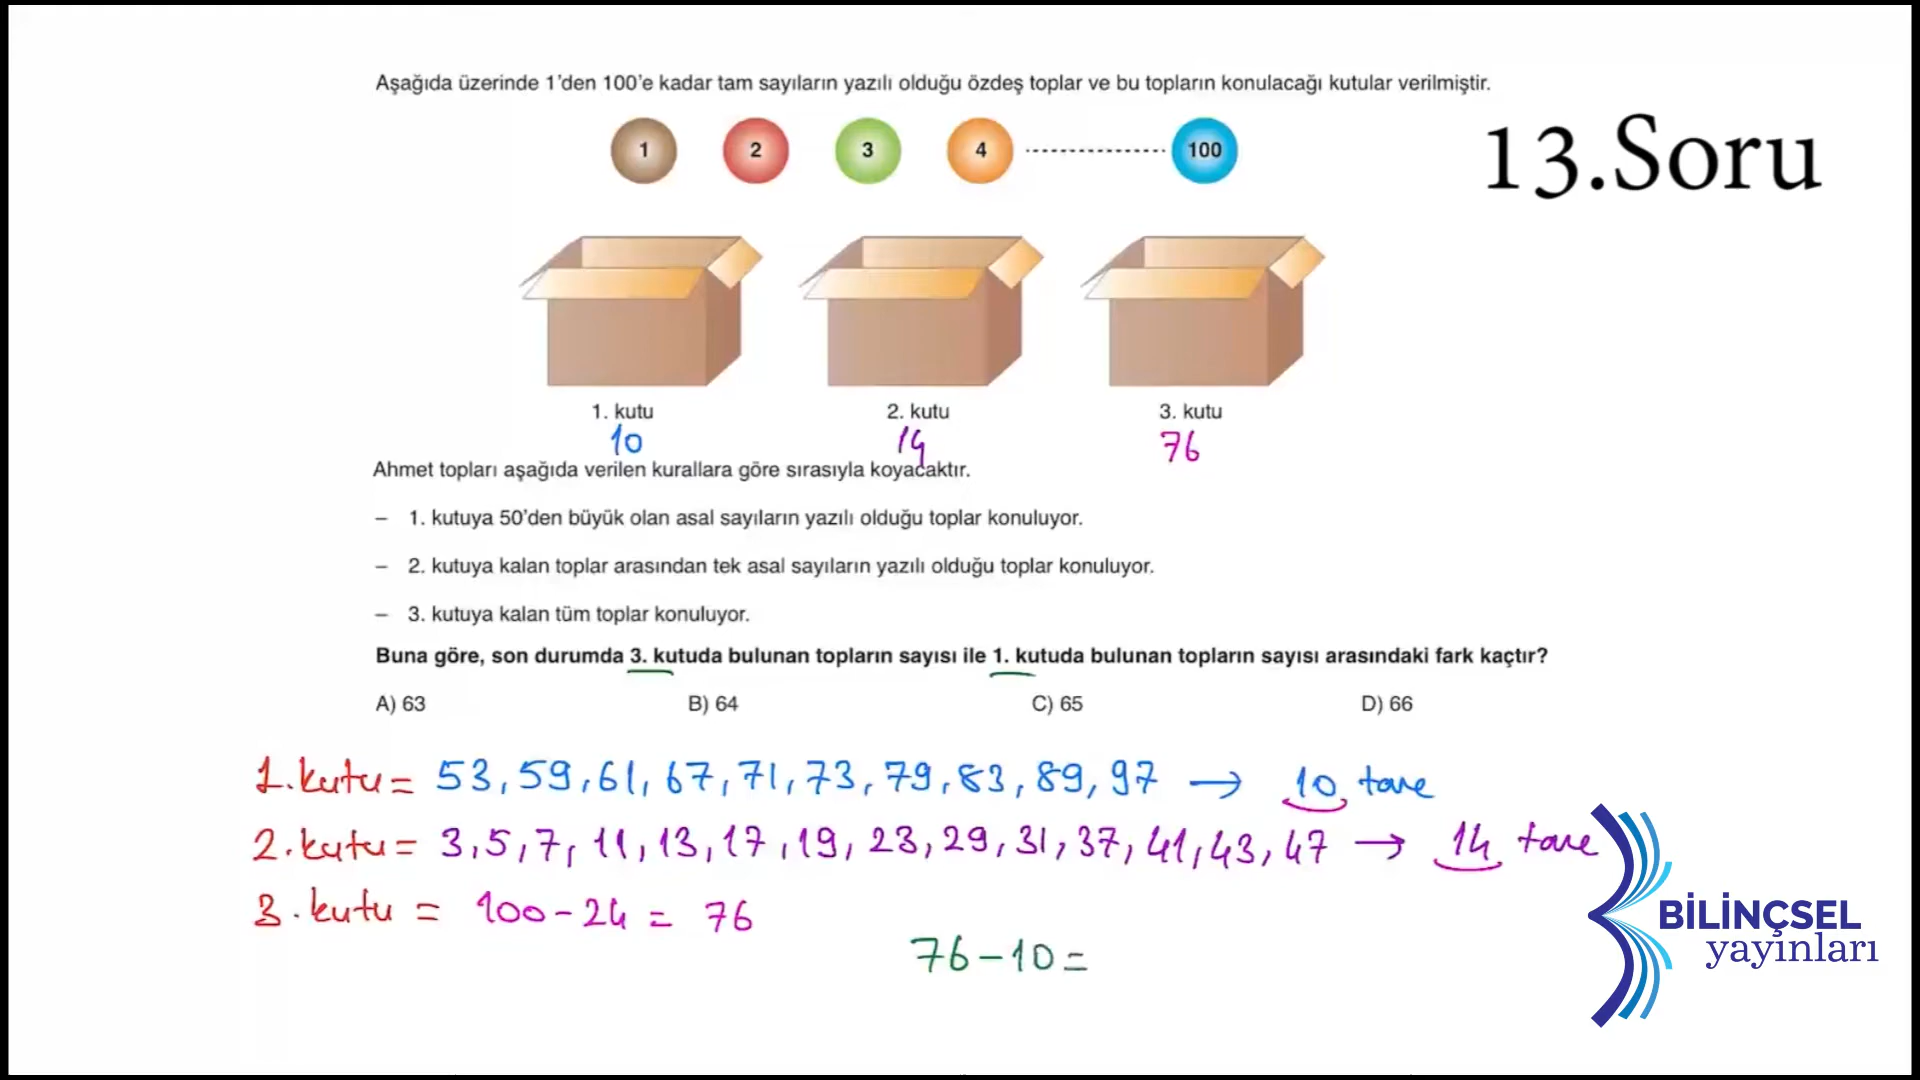 Aşağıda üzerinde 1’den 100’e kadar tam sayıların yazılı olduğu özdeş toplar ve bu topların konulacağı kutular verilmiştir.
13.Soru
1 2 3 4 100
1. kutu 2. kutu 3. kutu
10 14 76
Ahmet topları aşağıda verilen kurallara göre sırasıyla koyacaktır.
– 1. kutuya 50’den büyük olan asal sayıların yazılı olduğu toplar konuluyor.
– 2. kutuya kalan toplar arasından tek asal sayıların yazılı olduğu toplar konuluyor.
– 3. kutuya kalan tüm toplar konuluyor.
Buna göre, son durumda 3. kutuda bulunan topların sayısı ile 1. kutuda bulunan topların sayısı arasındaki fark kaçtır?
A) 63 B) 64 C) 65 D) 66
1.kutu = 53, 59, 61, 67, 71, 73, 79, 83, 89, 97 → 10 tane
2.kutu = 3, 5, 7, 11, 13, 17, 19, 23, 29, 31, 37, 41, 43, 47 → 14 tane
3.kutu = 100 - 24 = 76
76 - 10 =
BİLİNÇSEL
yayınları